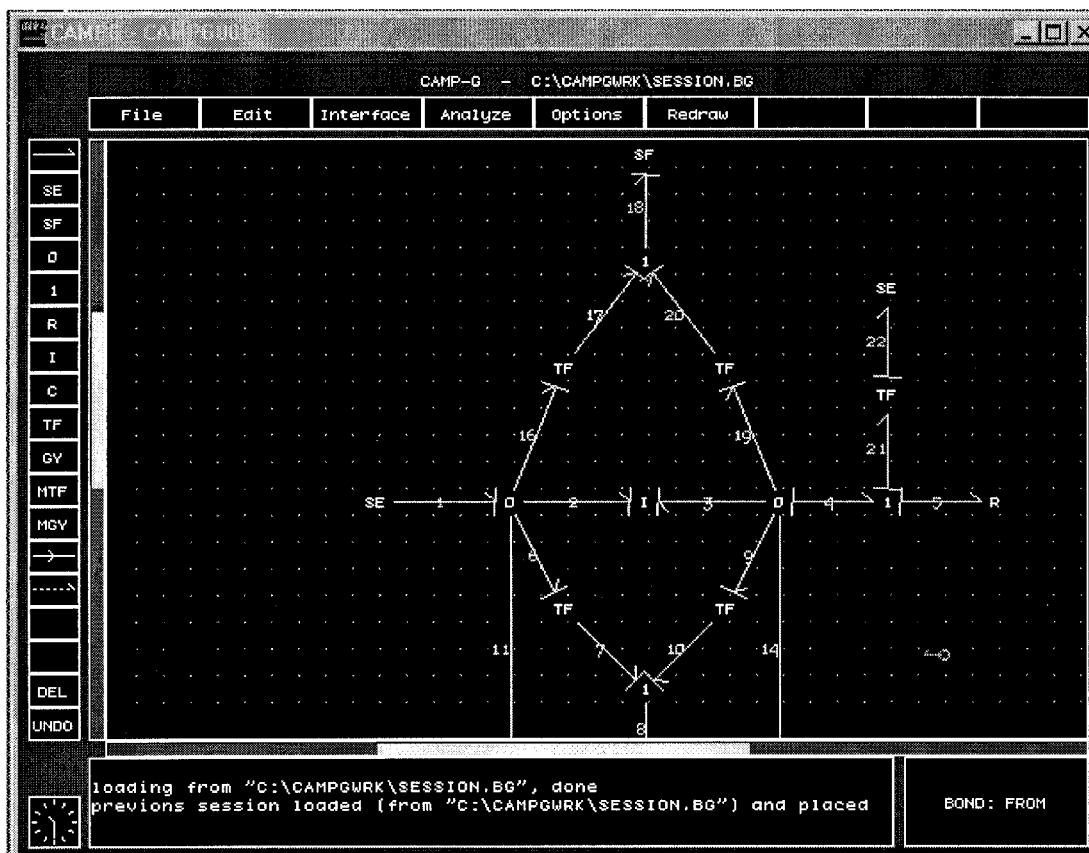 CAMPG - CAMPG001
CAMP-G - C:\CAMPGWRK\SESSION.BG
File Edit Interface Analyze Options Redraw
SE
SF
0
1
R
I
C
TF
GY
MTF
MGY
DEL
UNDO
SF
18
1
17 20
SE
22
TF TF TF
16 19 21
SE 1 0 2 I 3 0 4 1 5 R
6 9
TF TF
11 7 10 14
1
8
loading from "C:\CAMPGWRK\SESSION.BG", done
previons session loaded (from "C:\CAMPGWRK\SESSION.BG") and placed
BOND: FROM